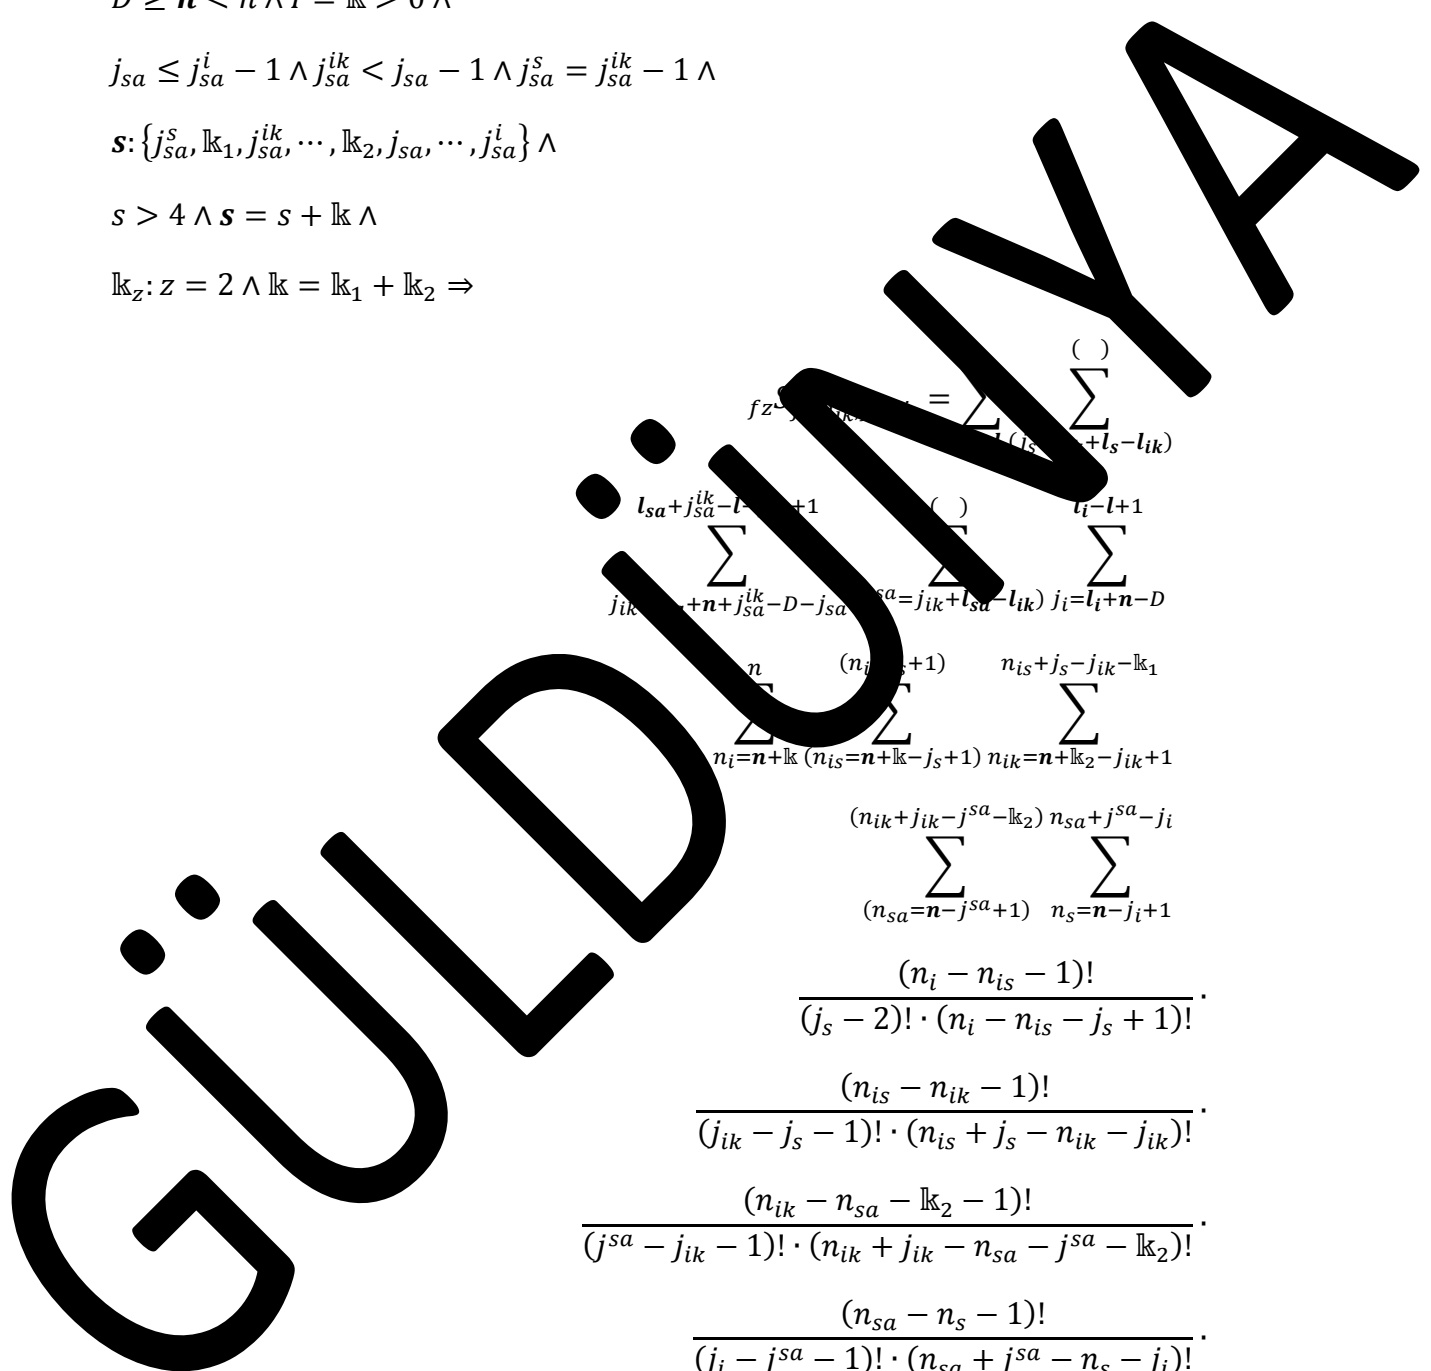 j_{sa} ≤ j_{sa}^{i} − 1 ∧ j_{sa}^{ik} < j_{sa} − 1 ∧ j_{sa}^{s} = j_{sa}^{ik} − 1 ∧
s: {j_{sa}^{s}, 𝕜_1, j_{sa}^{ik}, ⋯, 𝕜_2, j_{sa}, ⋯, j_{sa}^{i}} ∧
s > 4 ∧ s = s + 𝕜 ∧
𝕜_z: z = 2 ∧ 𝕜 = 𝕜_1 + 𝕜_2 ⇒
( )
= ∑ ∑
+l_s−l_{ik})
+1 ( ) l_i−l+1
∑ ∑ ∑
+n+j_{sa}^{ik}−D−j_{sa} =j_{ik}+l_{sa}−l_{ik}) j_i=l_i+n−D
n +1) n_{is}+j_s−j_{ik}−𝕜_1
∑ ∑ ∑
n_i=n+𝕜 (n_{is}=n+𝕜−j_s+1) n_{ik}=n+𝕜_2−j_{ik}+1
(n_{ik}+j_{ik}−j^{sa}−𝕜_2) n_{sa}+j^{sa}−j_i
∑ ∑
(n_{sa}=n−j^{sa}+1) n_s=n−j_i+1
(n_i − n_{is} − 1)!
(j_s − 2)! · (n_i − n_{is} − j_s + 1)! ·
(n_{is} − n_{ik} − 1)!
(j_{ik} − j_s − 1)! · (n_{is} + j_s − n_{ik} − j_{ik})! ·
(n_{ik} − n_{sa} − 𝕜_2 − 1)!
(j^{sa} − j_{ik} − 1)! · (n_{ik} + j_{ik} − n_{sa} − j^{sa} − 𝕜_2)! ·
(n_{sa} − n_s − 1)!
(j_i − j^{sa} − 1)! · (n_{sa} + j^{sa} − n_s − j_i)! ·
GÜLDÜNYA